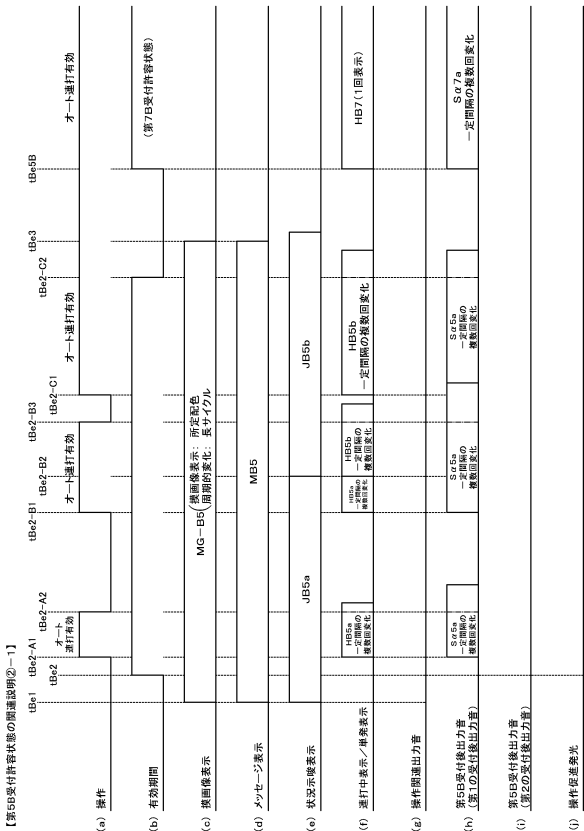 【第5B受付許容状態の関連説明②-1】
tBe1
tBe2
tBe2-A1
tBe2-A2
tBe2-B1
tBe2-B2
tBe2-B3
tBe2-C1
tBe2-C2
tBe3
tBe5B
(a) 操作
オート
連打有効
オート連打有効
オート連打有効
オート連打有効
(b) 有効期間
(第7B受付許容状態)
(c) 摸画像表示
MG-B5(摸画像表示:所定配色
周期的変化:長サイクル
(d) メッセージ表示
MB5
(e) 状況示唆表示
JB5a
JB5b
(f) 連打中表示/単発表示
HB5a
一定間隔の
複数回変化
HB5a
一定間隔の
複数回変化
HB5b
一定間隔の
複数回変化
HB5b
一定間隔の複数回変化
HB7(1回表示)
(g) 操作関連出力音
(h) 第5B受付後出力音
(第1の受付後出力音)
Sα5a
一定間隔の
複数回変化
Sα5a
一定間隔の
複数回変化
Sα5a
一定間隔の
複数回変化
Sα7a
一定間隔の複数回変化
(i) 第5B受付後出力音
(第2の受付後出力音)
(j) 操作促進発光